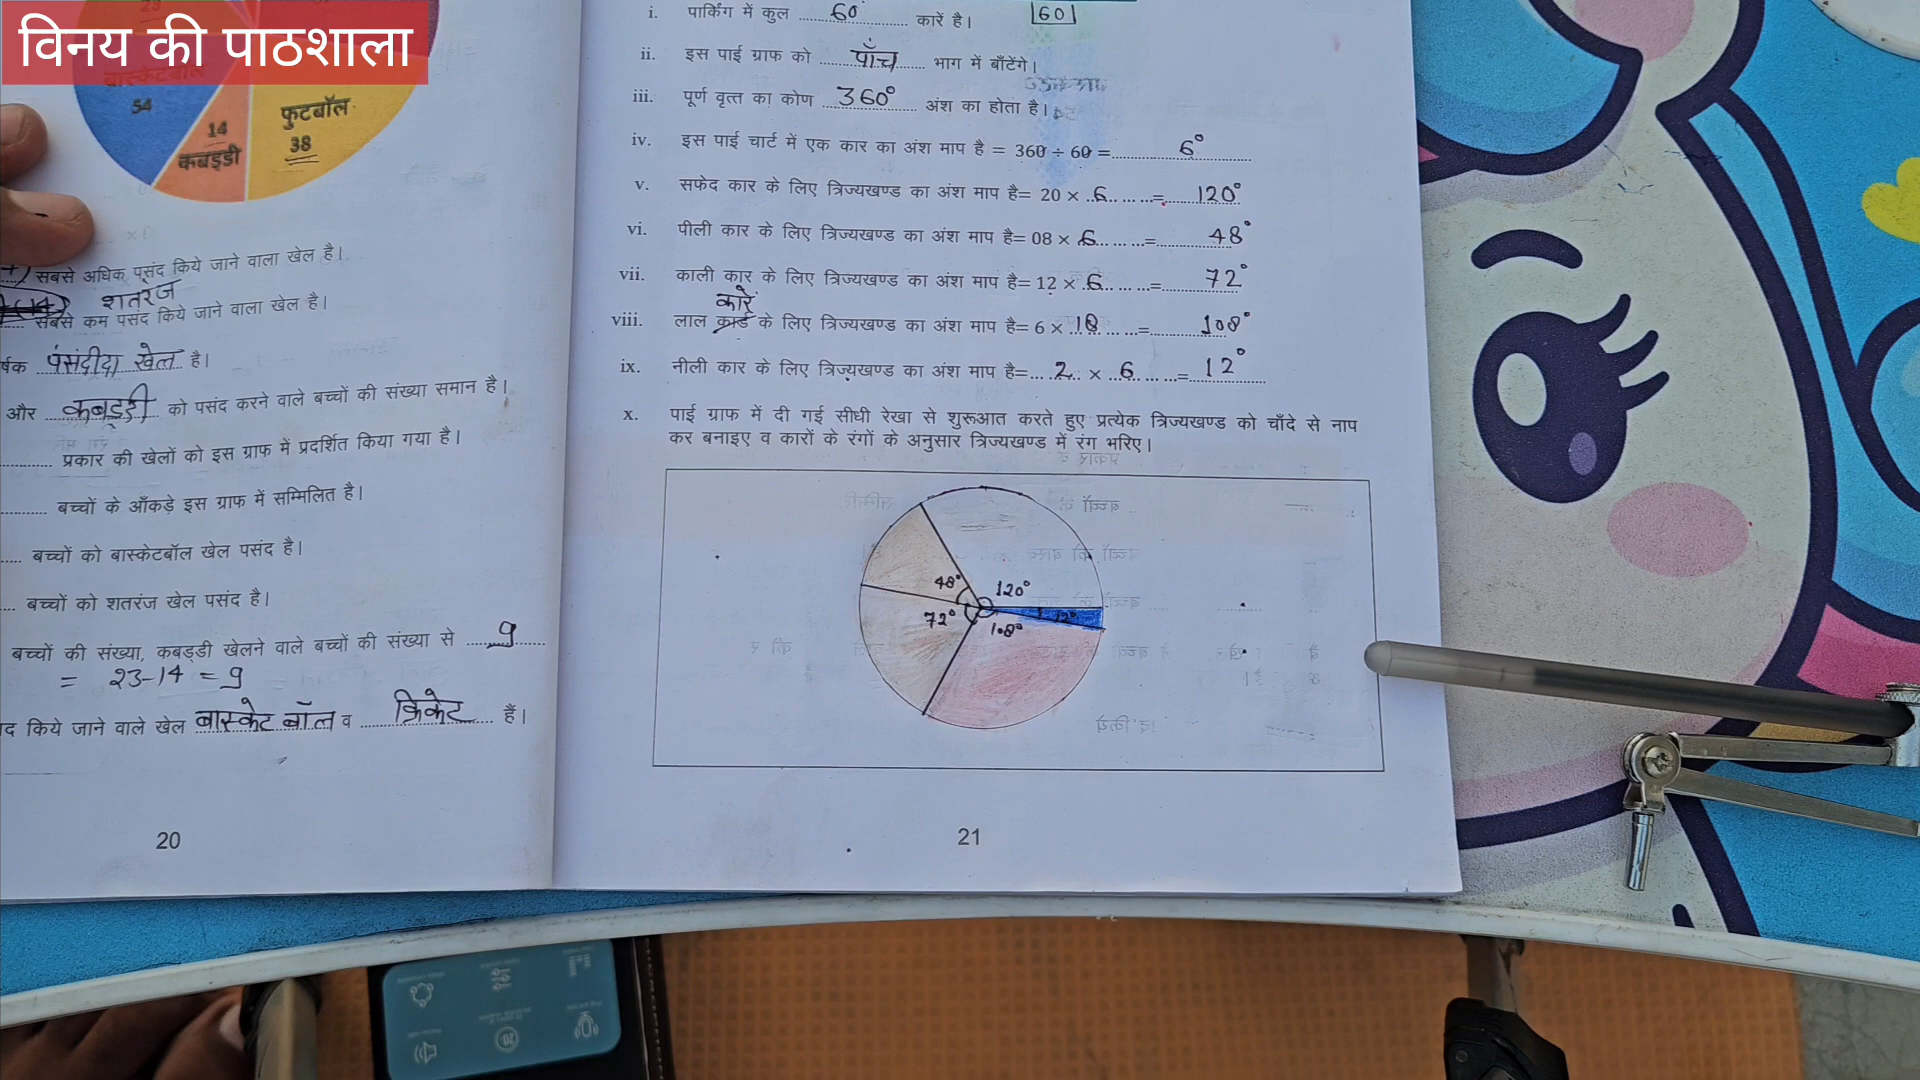 विनय की पाठशाला
बास्केटबॉल
54
14
कबड्डी
फुटबॉल
38
सबसे अधिक पसंद किये जाने वाला खेल है।
शतरंज
सबसे कम पसंद किये जाने वाला खेल है।
र्षक पंसंदीदा खेल है।
और कबड्डी को पसंद करने वाले बच्चों की संख्या समान है।
प्रकार की खेलों को इस ग्राफ में प्रदर्शित किया गया है।
बच्चों के आँकड़े इस ग्राफ में सम्मिलित है।
बच्चों को बास्केटबॉल खेल पसंद है।
बच्चों को शतरंज खेल पसंद है।
बच्चों की संख्या, कबड्डी खेलने वाले बच्चों की संख्या से 9
= 23-14 = 9
द किये जाने वाले खेल बास्केट बॉल व क्रिकेट हैं।
20
i. पार्किंग में कुल 60 कारें है। 60
ii. इस पाई ग्राफ को पाँच भाग में बाँटेंगे।
iii. पूर्ण वृत्त का कोण 360° अंश का होता है।
iv. इस पाई चार्ट में एक कार का अंश माप है = 360 ÷ 60 = 6°
v. सफेद कार के लिए त्रिज्यखण्ड का अंश माप है= 20 × 6 = 120°
vi. पीली कार के लिए त्रिज्यखण्ड का अंश माप है= 08 × 6 = 48°
vii. काली कार के लिए त्रिज्यखण्ड का अंश माप है= 12 × 6 = 72°
कारें
viii. लाल कार्ड के लिए त्रिज्यखण्ड का अंश माप है= 6 × 18 = 108°
ix. नीली कार के लिए त्रिज्यखण्ड का अंश माप है= 2 × 6 = 12°
x. पाई ग्राफ में दी गई सीधी रेखा से शुरूआत करते हुए प्रत्येक त्रिज्यखण्ड को चाँदे से नाप
कर बनाइए व कारों के रंगों के अनुसार त्रिज्यखण्ड में रंग भरिए।
48°
120°
72°
12°
108°
21